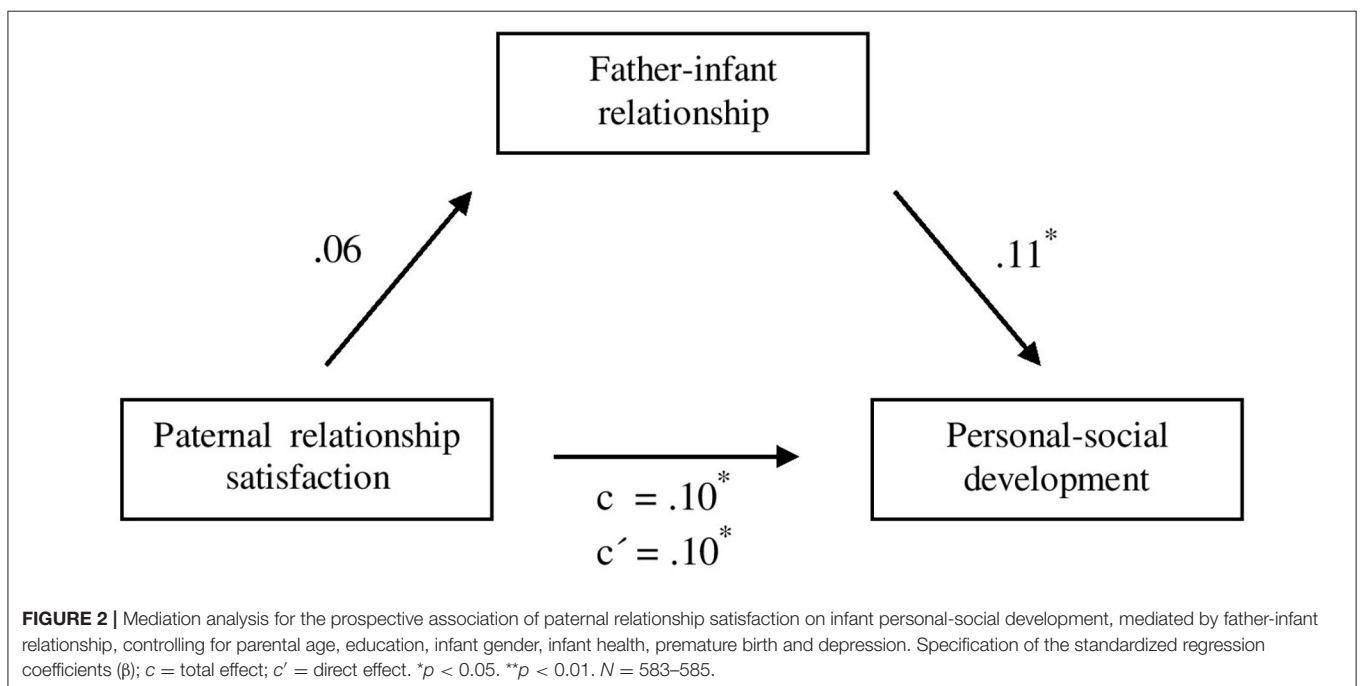 Father-infant
relationship
.06
.11*
Paternal relationship
satisfaction
Personal-social
development
c = .10*
c´ = .10*
FIGURE 2 | Mediation analysis for the prospective association of paternal relationship satisfaction on infant personal-social development, mediated by father-infant
relationship, controlling for parental age, education, infant gender, infant health, premature birth and depression. Specification of the standardized regression
coefficients (β); c = total effect; c′ = direct effect. *p < 0.05. **p < 0.01. N = 583–585.